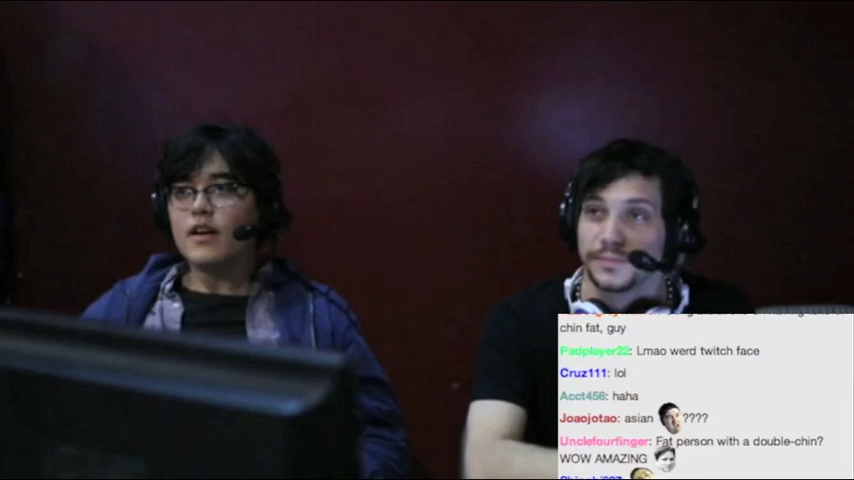 chin fat, guy
Padplayer22: Lmao werd twitch face
Cruz111: lol
Acct456: haha
Joaojotao: asian ????
Unclefourfinger: Fat person with a double-chin?
WOW AMAZING